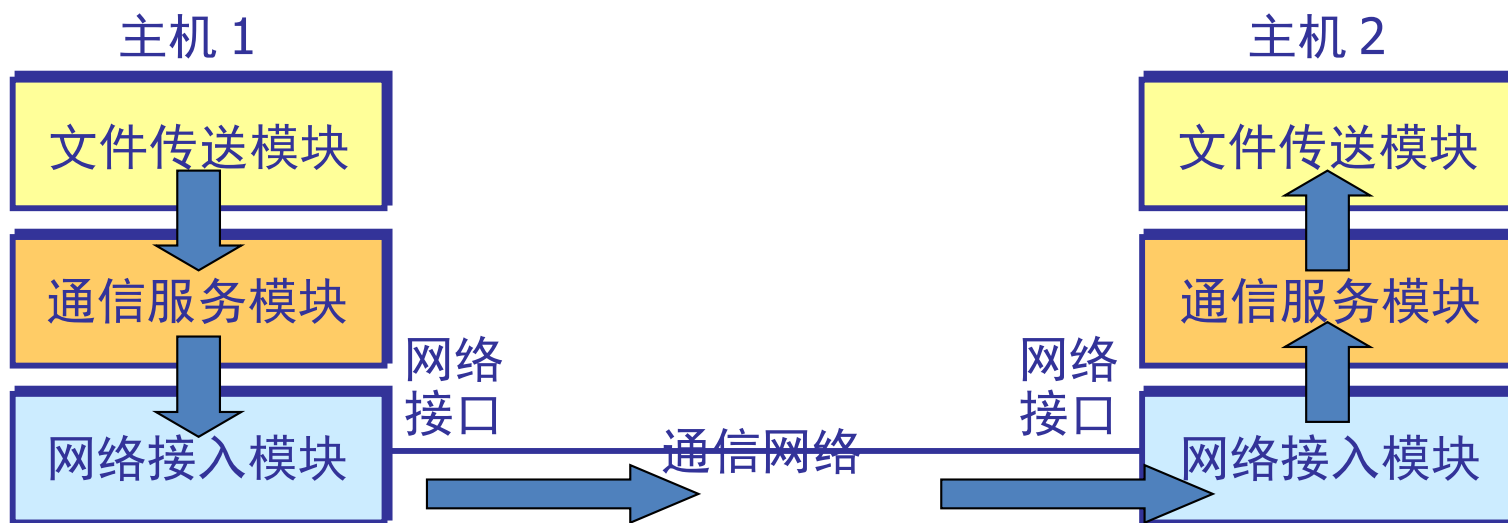 主机 1
主机 2
文件传送模块
文件传送模块
通信服务模块
通信服务模块
网络
接口
网络
接口
网络接入模块
通信网络
网络接入模块